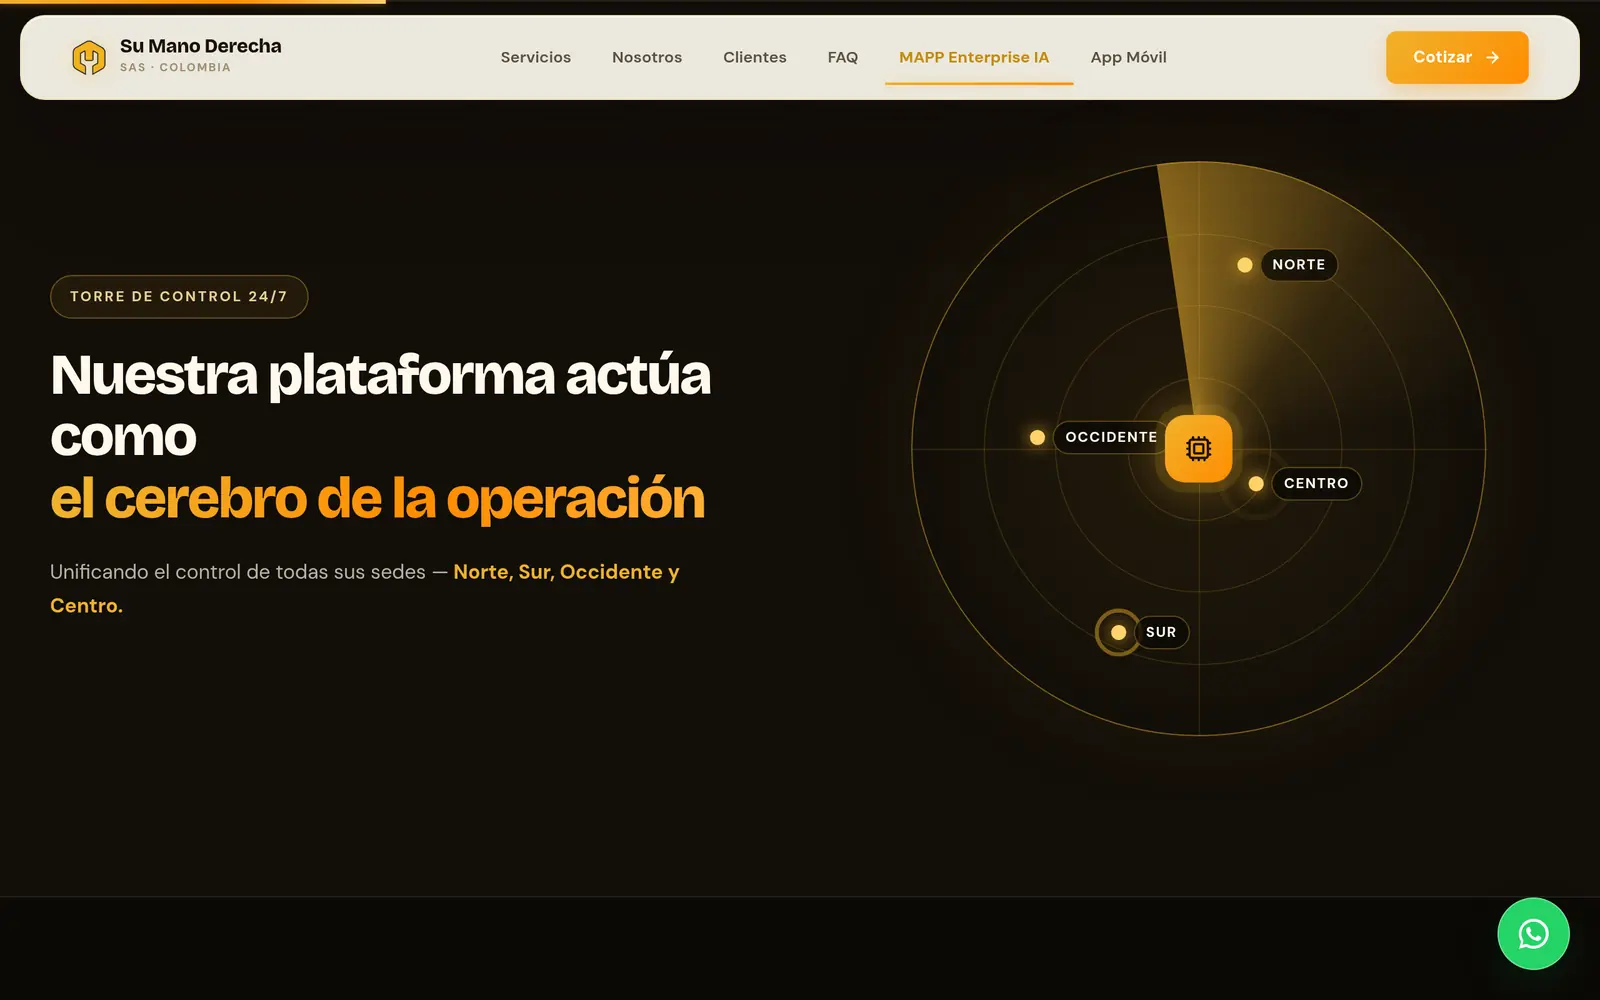 Su Mano Derecha
SAS · COLOMBIA
Servicios
Nosotros
Clientes
FAQ
MAPP Enterprise IA
App Móvil
Cotizar →
TORRE DE CONTROL 24/7
Nuestra plataforma actúa
como
el cerebro de la operación
Unificando el control de todas sus sedes — Norte, Sur, Occidente y
Centro.
NORTE
OCCIDENTE
CENTRO
SUR